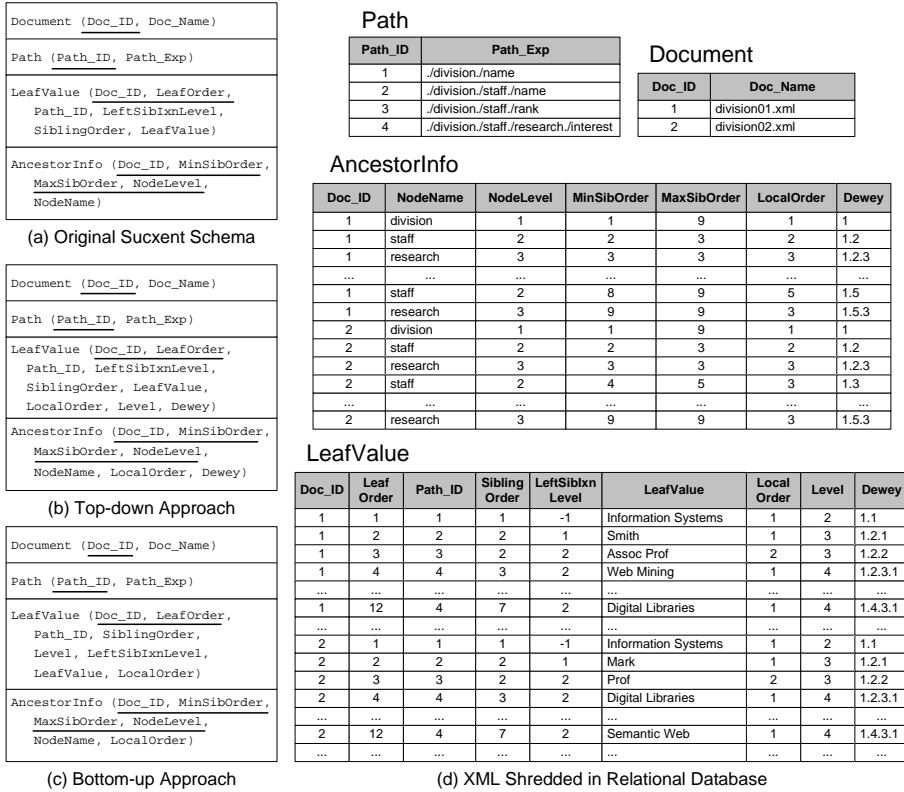 Document (Doc_ID, Doc_Name)
Path (Path_ID, Path_Exp)
LeafValue (Doc_ID, LeafOrder,
Path_ID, LeftSibIxnLevel,
SiblingOrder, LeafValue)
AncestorInfo (Doc_ID, MinSibOrder,
MaxSibOrder, NodeLevel,
NodeName)
(a) Original Sucxent Schema
Document (Doc_ID, Doc_Name)
Path (Path_ID, Path_Exp)
LeafValue (Doc_ID, LeafOrder,
Path_ID, LeftSibIxnLevel,
SiblingOrder, LeafValue,
LocalOrder, Level, Dewey)
AncestorInfo (Doc_ID, MinSibOrder,
MaxSibOrder, NodeLevel,
NodeName, LocalOrder, Dewey)
(b) Top-down Approach
Document (Doc_ID, Doc_Name)
Path (Path_ID, Path_Exp)
LeafValue (Doc_ID, LeafOrder,
Path_ID, SiblingOrder,
Level, LeftSibIxnLevel,
LeafValue, LocalOrder)
AncestorInfo (Doc_ID, MinSibOrder,
MaxSibOrder, NodeLevel,
NodeName, LocalOrder)
(c) Bottom-up Approach
Path
Path_ID Path_Exp
1 ./division./name
2 ./division./staff./name
3 ./division./staff./rank
4 ./division./staff./research./interest
Document
Doc_ID Doc_Name
1 division01.xml
2 division02.xml
AncestorInfo
Doc_ID NodeName NodeLevel MinSibOrder MaxSibOrder LocalOrder Dewey
1 division 1 1 9 1 1
1 staff 2 2 3 2 1.2
1 research 3 3 3 3 1.2.3
... ... ... ... ... ... ...
1 staff 2 8 9 5 1.5
1 research 3 9 9 3 1.5.3
2 division 1 1 9 1 1
2 staff 2 2 3 2 1.2
2 research 3 3 3 3 1.2.3
2 staff 2 4 5 3 1.3
... ... ... ... ... ... ...
2 research 3 9 9 3 1.5.3
LeafValue
Doc_ID Leaf Order Path_ID Sibling Order LeftSibIxn Level LeafValue Local Order Level Dewey
1 1 1 1 -1 Information Systems 1 2 1.1
1 2 2 2 1 Smith 1 3 1.2.1
1 3 3 2 2 Assoc Prof 2 3 1.2.2
1 4 4 3 2 Web Mining 1 4 1.2.3.1
... ... ... ... ... ... ... ... ...
1 12 4 7 2 Digital Libraries 1 4 1.4.3.1
... ... ... ... ... ... ... ... ...
2 1 1 1 -1 Information Systems 1 2 1.1
2 2 2 2 1 Mark 1 3 1.2.1
2 3 3 2 2 Prof 2 3 1.2.2
2 4 4 3 2 Digital Libraries 1 4 1.2.3.1
... ... ... ... ... ... ... ... ...
2 12 4 7 2 Semantic Web 1 4 1.4.3.1
... ... ... ... ... ... ... ... ...
(d) XML Shredded in Relational Database